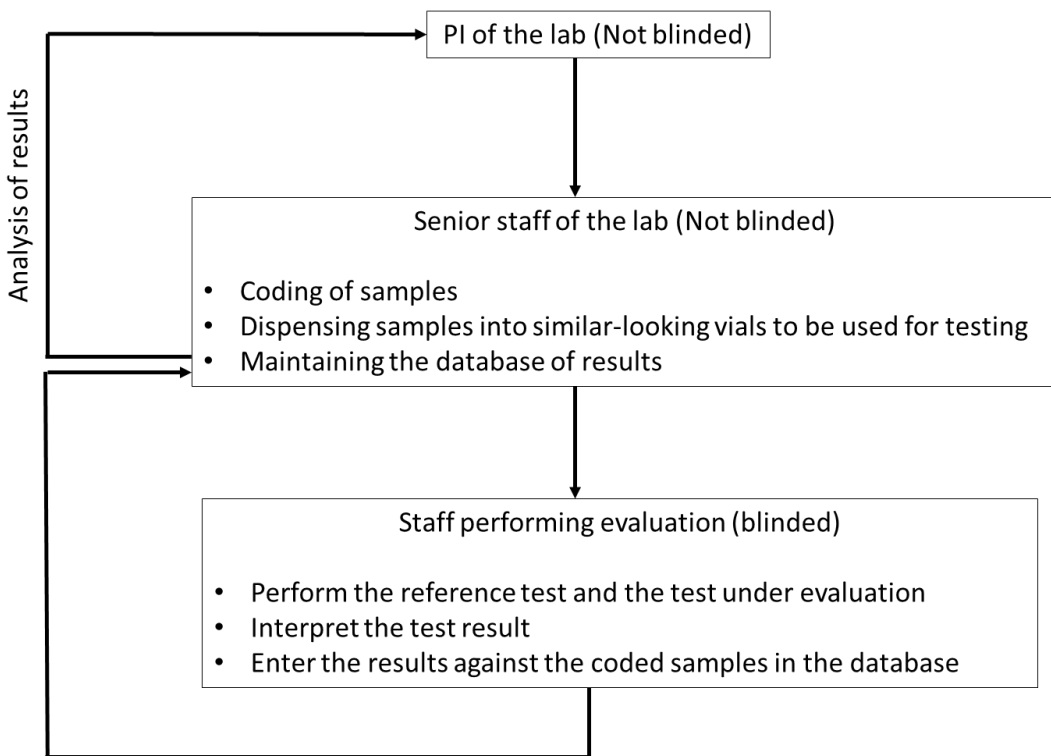 PI of the lab (Not blinded)
Analysis of results
Senior staff of the lab (Not blinded)
• Coding of samples
• Dispensing samples into similar-looking vials to be used for testing
• Maintaining the database of results
Staff performing evaluation (blinded)
• Perform the reference test and the test under evaluation
• Interpret the test result
• Enter the results against the coded samples in the database